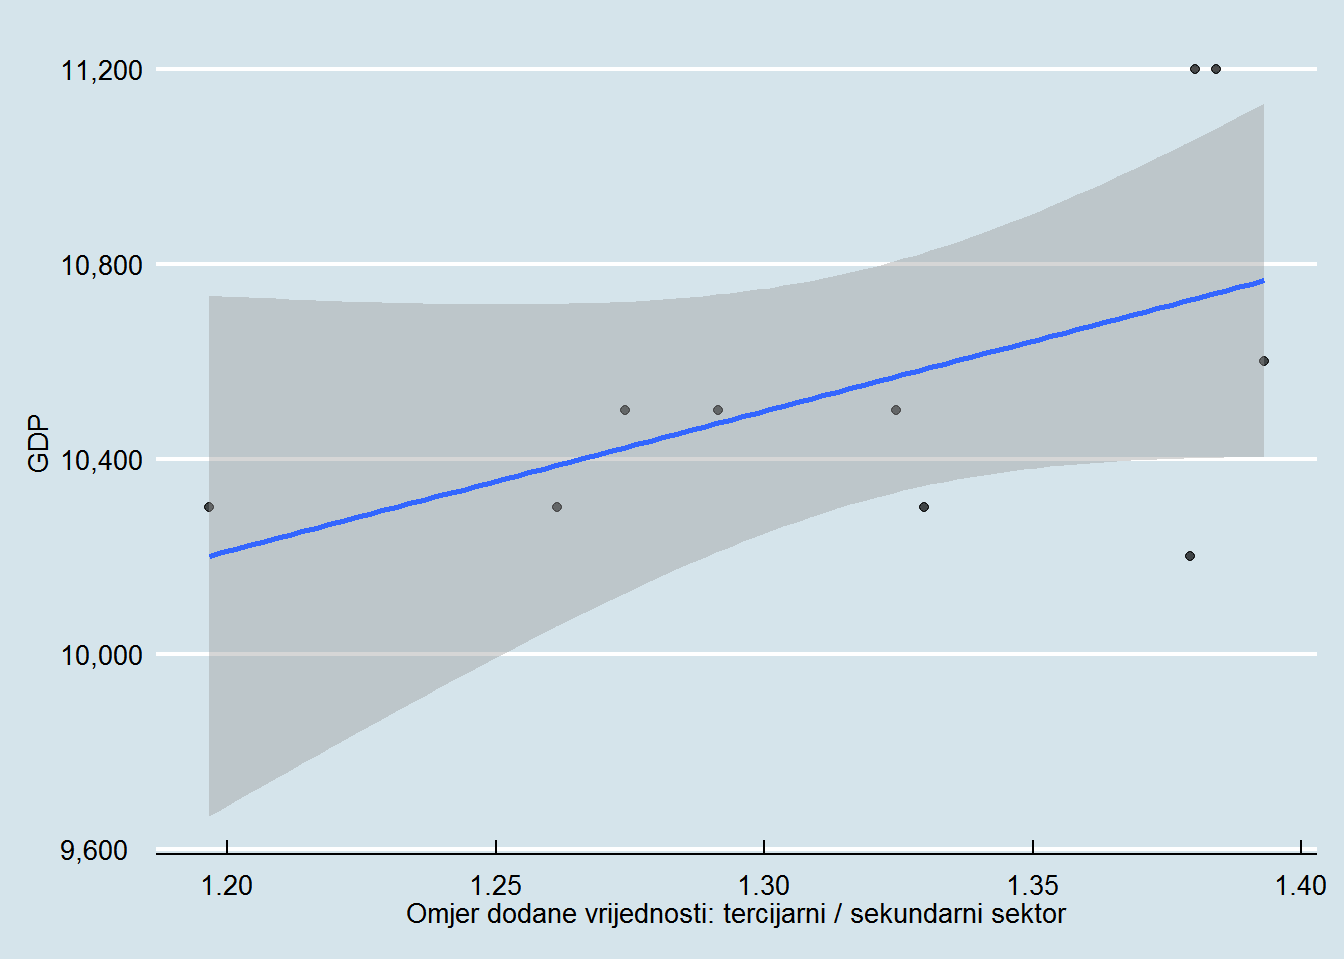 11,200
10,800
GDP
10,400
10,000
9,600
1.20 1.25 1.30 1.35 1.40
Omjer dodane vrijednosti: tercijarni / sekundarni sektor